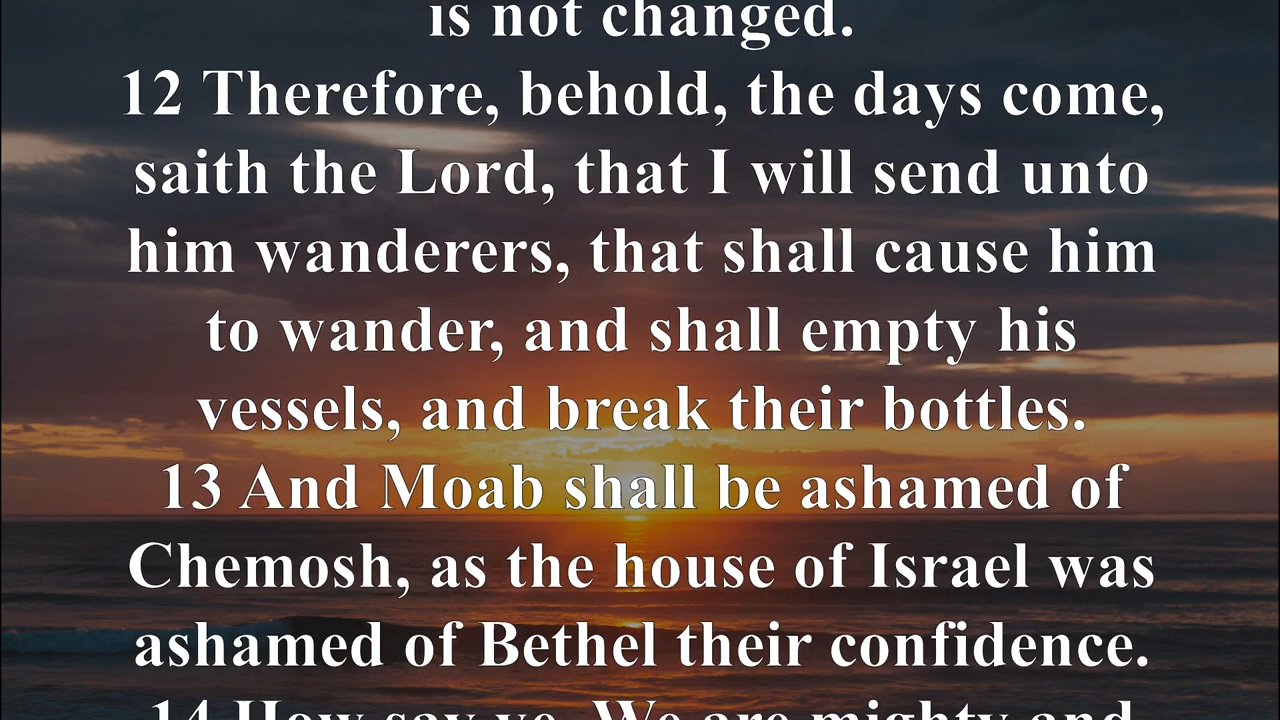 is not changed.
12 Therefore, behold, the days come,
saith the Lord, that I will send unto
him wanderers, that shall cause him
to wander, and shall empty his
vessels, and break their bottles.
13 And Moab shall be ashamed of
Chemosh, as the house of Israel was
ashamed of Bethel their confidence.
14 How say ye, We are mighty and